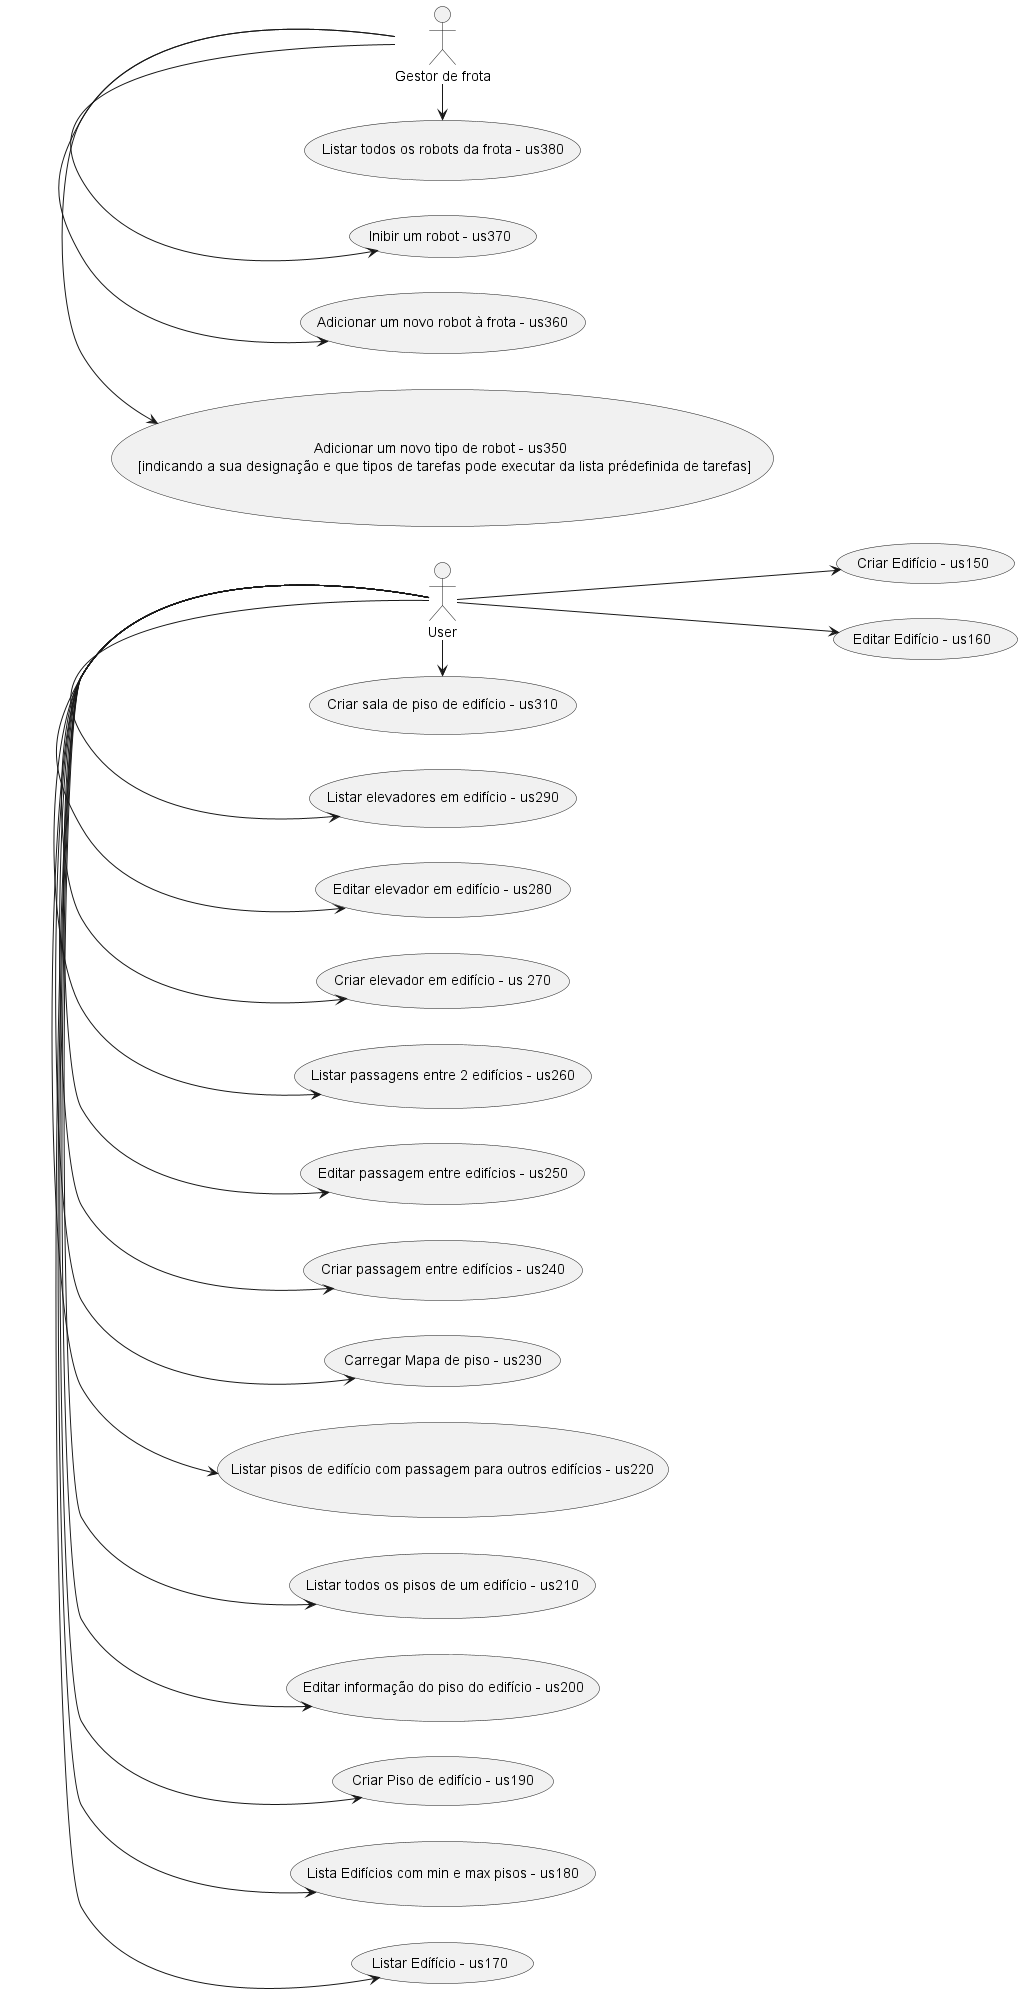 Gestor de frota
Listar todos os robots da frota - us380
Inibir um robot - us370
Adicionar um novo robot à frota - us360
Adicionar um novo tipo de robot - us350
[indicando a sua designação e que tipos de tarefas pode executar da lista prédefinida de tarefas]
Criar Edifício - us150
User
Editar Edifício - us160
Criar sala de piso de edifício - us310
Listar elevadores em edifício - us290
Editar elevador em edifício - us280
Criar elevador em edifício - us 270
Listar passagens entre 2 edifícios - us260
Editar passagem entre edifícios - us250
Criar passagem entre edifícios - us240
Carregar Mapa de piso - us230
Listar pisos de edifício com passagem para outros edifícios - us220
Listar todos os pisos de um edifício - us210
Editar informação do piso do edifício - us200
Criar Piso de edifício - us190
Lista Edifícios com min e max pisos - us180
Listar Edífício - us170